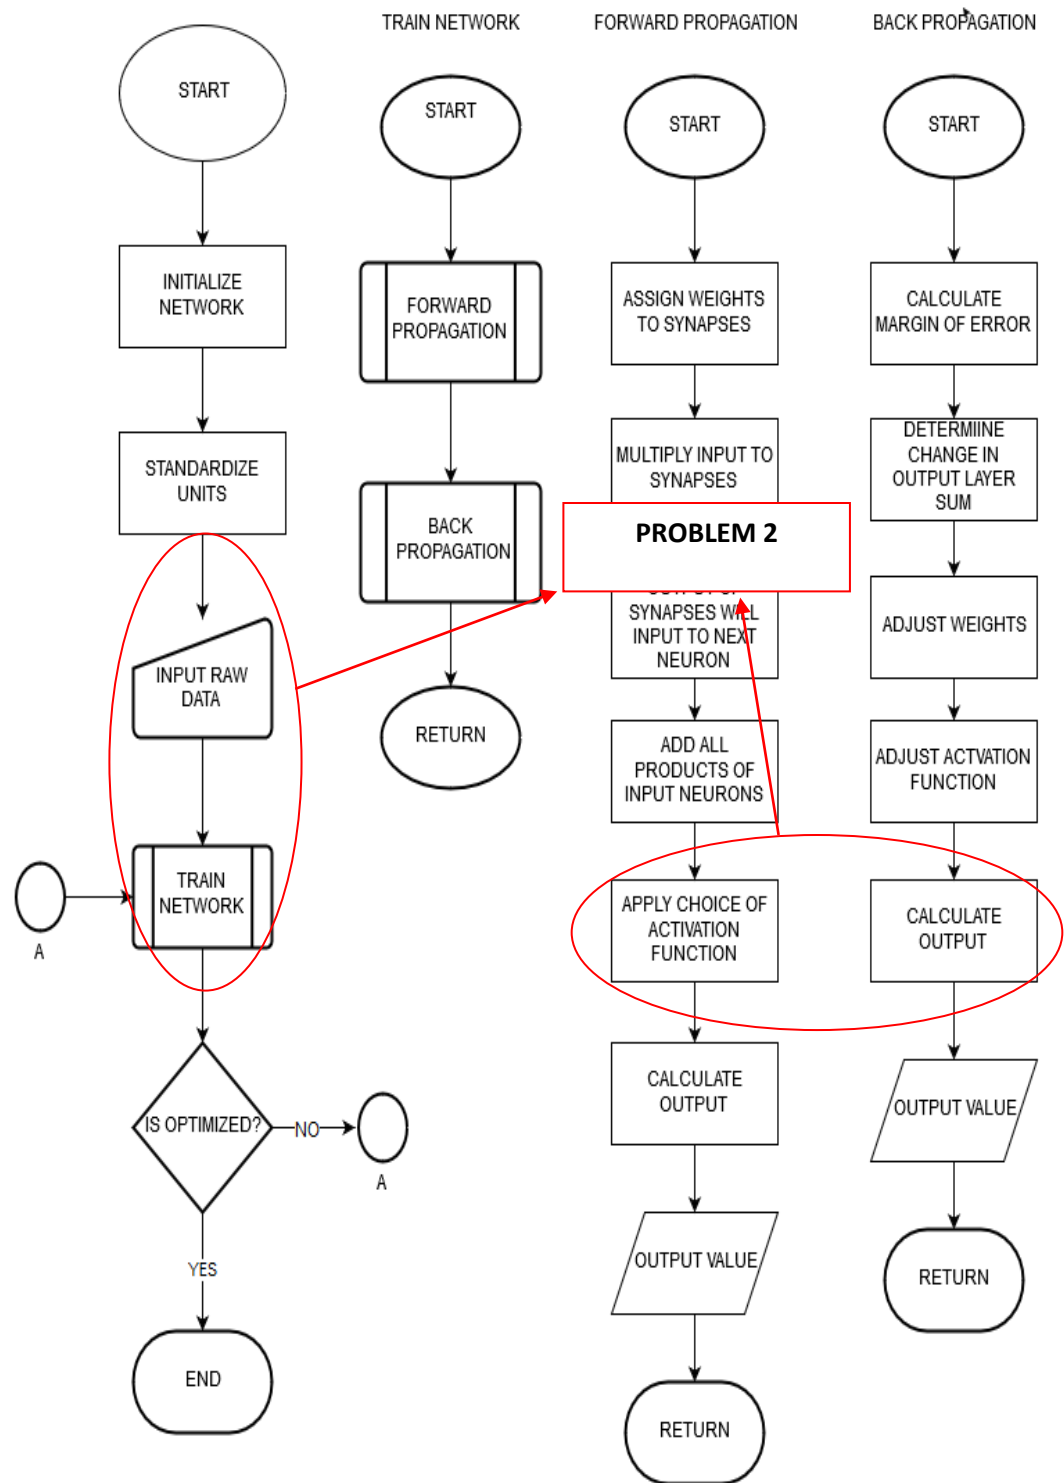 START
INITIALIZE
NETWORK
STANDARDIZE
UNITS
INPUT RAW
DATA
TRAIN
NETWORK
A
IS OPTIMIZED?
NO
A
YES
END
TRAIN NETWORK
START
FORWARD
PROPAGATION
BACK
PROPAGATION
RETURN
FORWARD PROPAGATION
START
ASSIGN WEIGHTS
TO SYNAPSES
MULTIPLY INPUT TO
SYNAPSES
PROBLEM 2
SYNAPSES WILL
INPUT TO NEXT
NEURON
ADD ALL
PRODUCTS OF
INPUT NEURONS
APPLY CHOICE OF
ACTIVATION
FUNCTION
CALCULATE
OUTPUT
OUTPUT VALUE
RETURN
BACK PROPAGATION
START
CALCULATE
MARGIN OF ERROR
DETERMIINE
CHANGE IN
OUTPUT LAYER
SUM
ADJUST WEIGHTS
ADJUST ACTVATION
FUNCTION
CALCULATE
OUTPUT
OUTPUT VALUE
RETURN